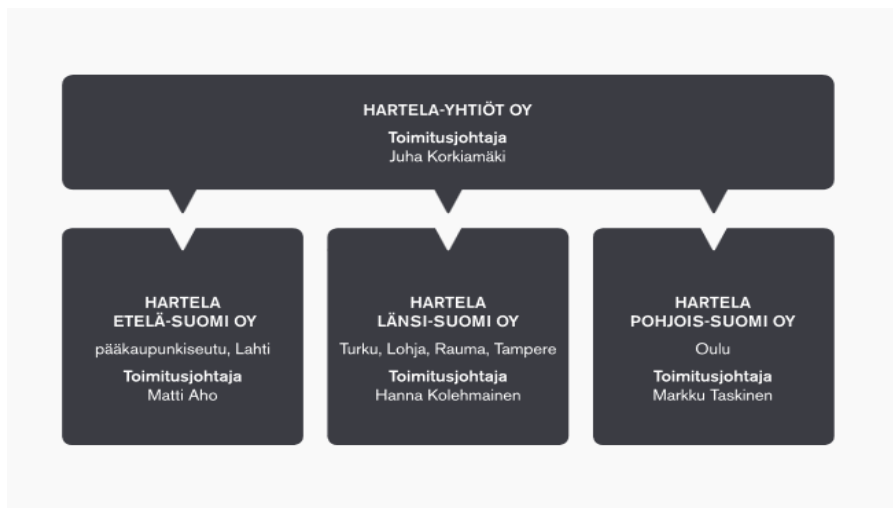 HARTELA-YHTIÖT OY
Toimitusjohtaja
Juha Korkiamäki
HARTELA
ETELÄ-SUOMI OY
pääkaupunkiseutu, Lahti
Toimitusjohtaja
Matti Aho
HARTELA
LÄNSI-SUOMI OY
Turku, Lohja, Rauma, Tampere
Toimitusjohtaja
Hanna Kolehmainen
HARTELA
POHJOIS-SUOMI OY
Oulu
Toimitusjohtaja
Markku Taskinen